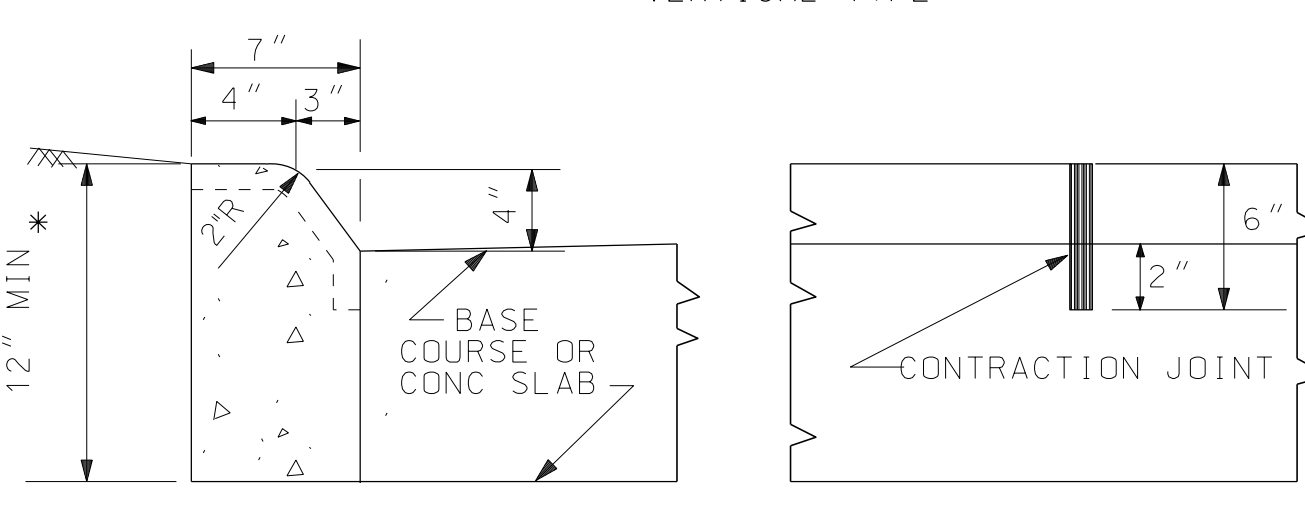 7"
4" 3"
12" MIN *
2"R
4"
BASE
COURSE OR
CONC SLAB
6"
2"
CONTRACTION JOINT